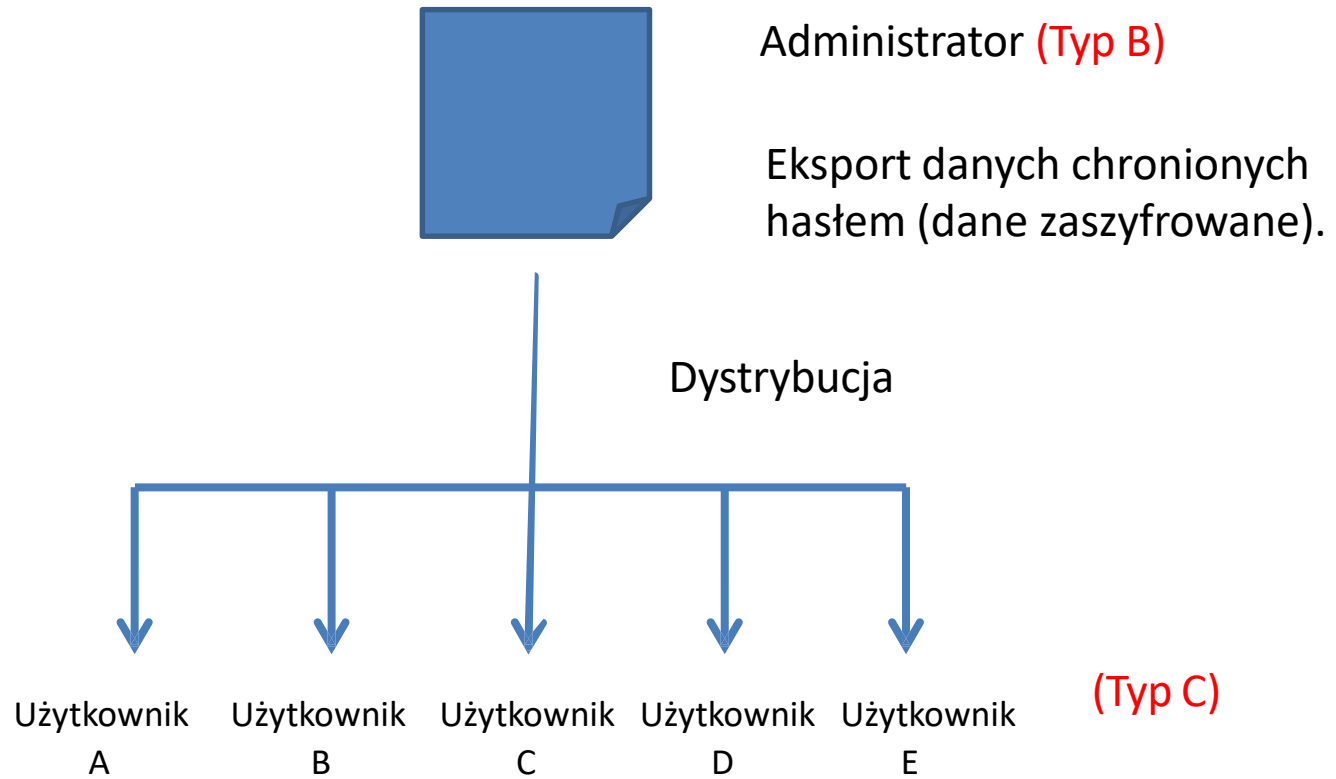 Administrator (Typ B)
Eksport danych chronionych
hasłem (dane zaszyfrowane).
Dystrybucja
Użytkownik A
Użytkownik B
Użytkownik C
Użytkownik D
Użytkownik E
(Typ C)